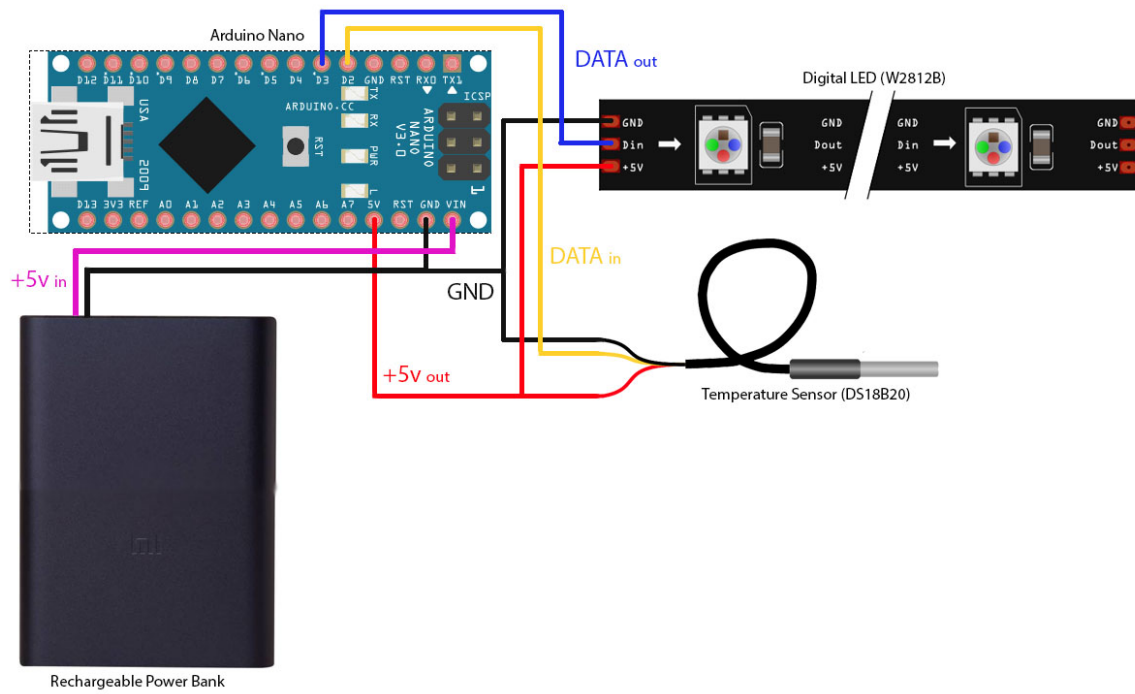 Arduino Nano
DATA out
Digital LED (W2812B)
D12 D11 D10 D9 D8 D7 D6 D5 D4 D3 D2 GND RST RX0 TX1
ICSP
TX
RX
PWR
L
ARDUINO.CC
RST
ARDUINO
NANO
V3.0
1
USA
2009
D13 3V3 REF A0 A1 A2 A3 A4 A5 A6 A7 5V RST GND VIN
GND GND GND GND
Din Dout Din Dout
+5V +5V +5V +5V
+5v in
DATA in
GND
+5v out
Temperature Sensor (DS18B20)
mi
Rechargeable Power Bank